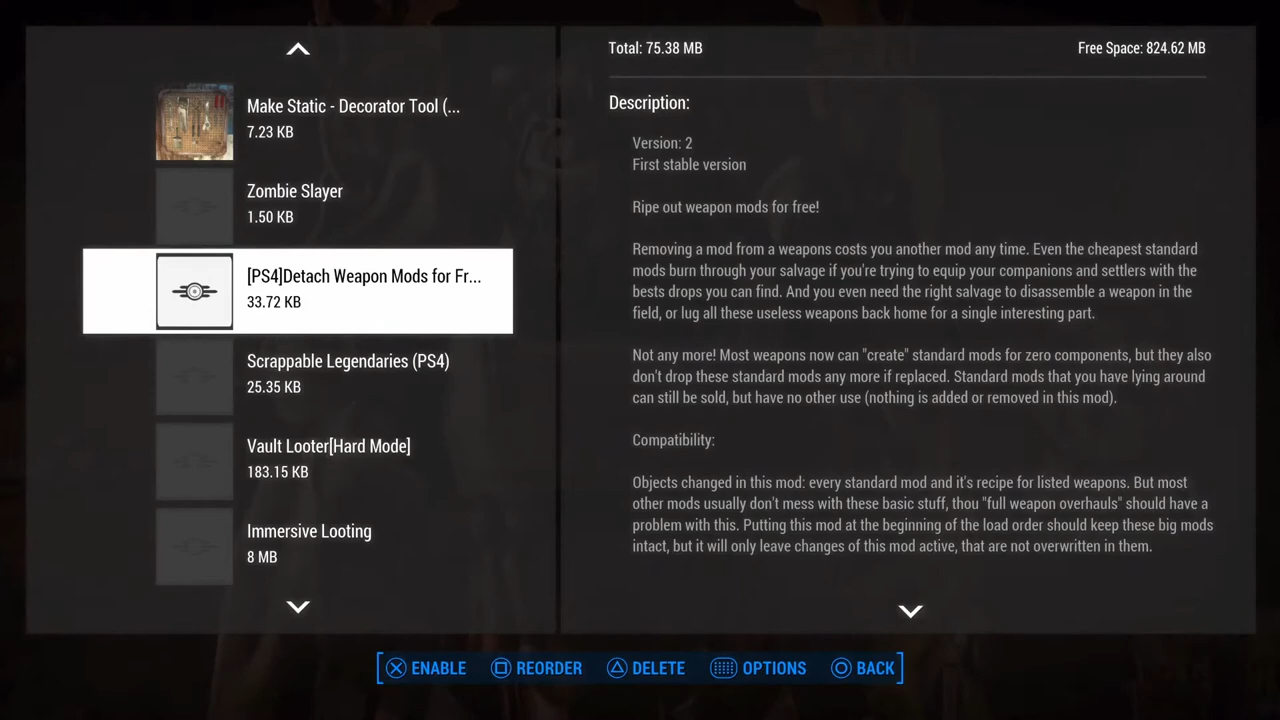 Make Static - Decorator Tool (...
7.23 KB
Zombie Slayer
1.50 KB
[PS4]Detach Weapon Mods for Fr...
33.72 KB
Scrappable Legendaries (PS4)
25.35 KB
Vault Looter[Hard Mode]
183.15 KB
Immersive Looting
8 MB
Total: 75.38 MB
Free Space: 824.62 MB
Description:
Version: 2
First stable version
Ripe out weapon mods for free!
Removing a mod from a weapons costs you another mod any time. Even the cheapest standard
mods burn through your salvage if you're trying to equip your companions and settlers with the
bests drops you can find. And you even need the right salvage to disassemble a weapon in the
field, or lug all these useless weapons back home for a single interesting part.
Not any more! Most weapons now can "create" standard mods for zero components, but they also
don't drop these standard mods any more if replaced. Standard mods that you have lying around
can still be sold, but have no other use (nothing is added or removed in this mod).
Compatibility:
Objects changed in this mod: every standard mod and it's recipe for listed weapons. But most
other mods usually don't mess with these basic stuff, thou "full weapon overhauls" should have a
problem with this. Putting this mod at the beginning of the load order should keep these big mods
intact, but it will only leave changes of this mod active, that are not overwritten in them.
ENABLE REORDER DELETE OPTIONS BACK